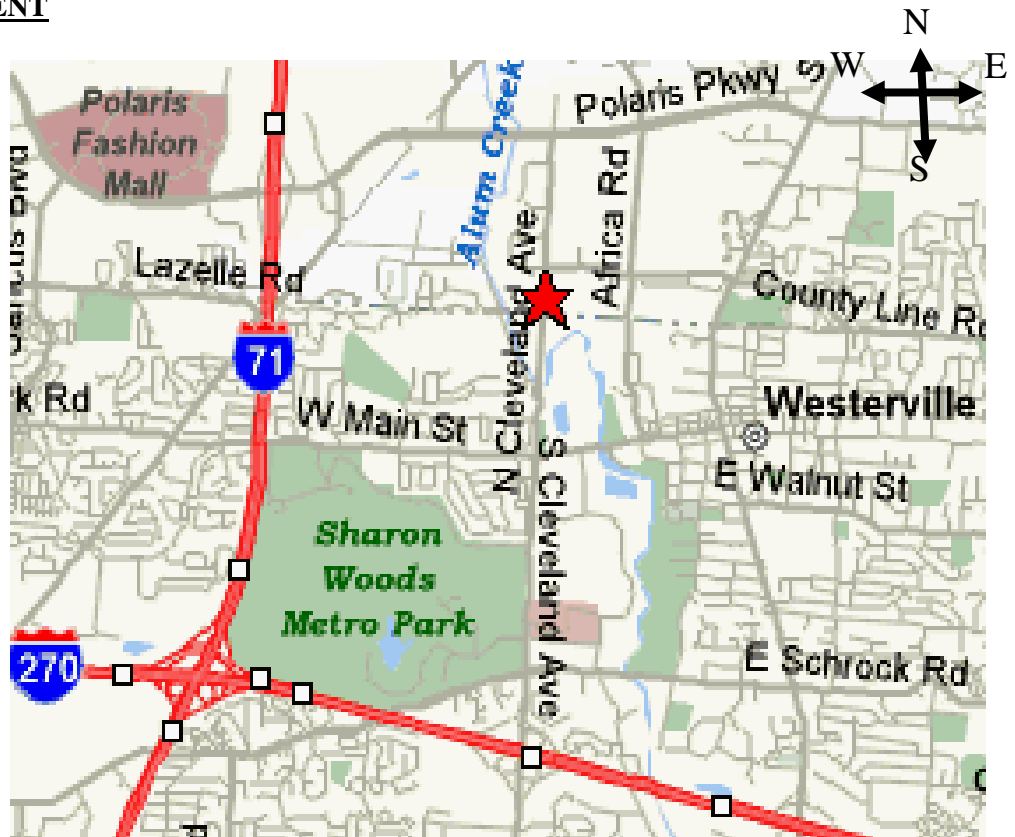 ENT
N
W
E
S
Polaris
Fashion
Mall
Polaris Pkwy
S
Alum Creek
Africa Rd
N Cleveland Ave
Lazelle Rd
County Line Rd
71
k Rd
W Main St
Westerville
E Walnut St
S Cleveland Ave
Sharon
Woods
Metro Park
270
E Schrock Rd